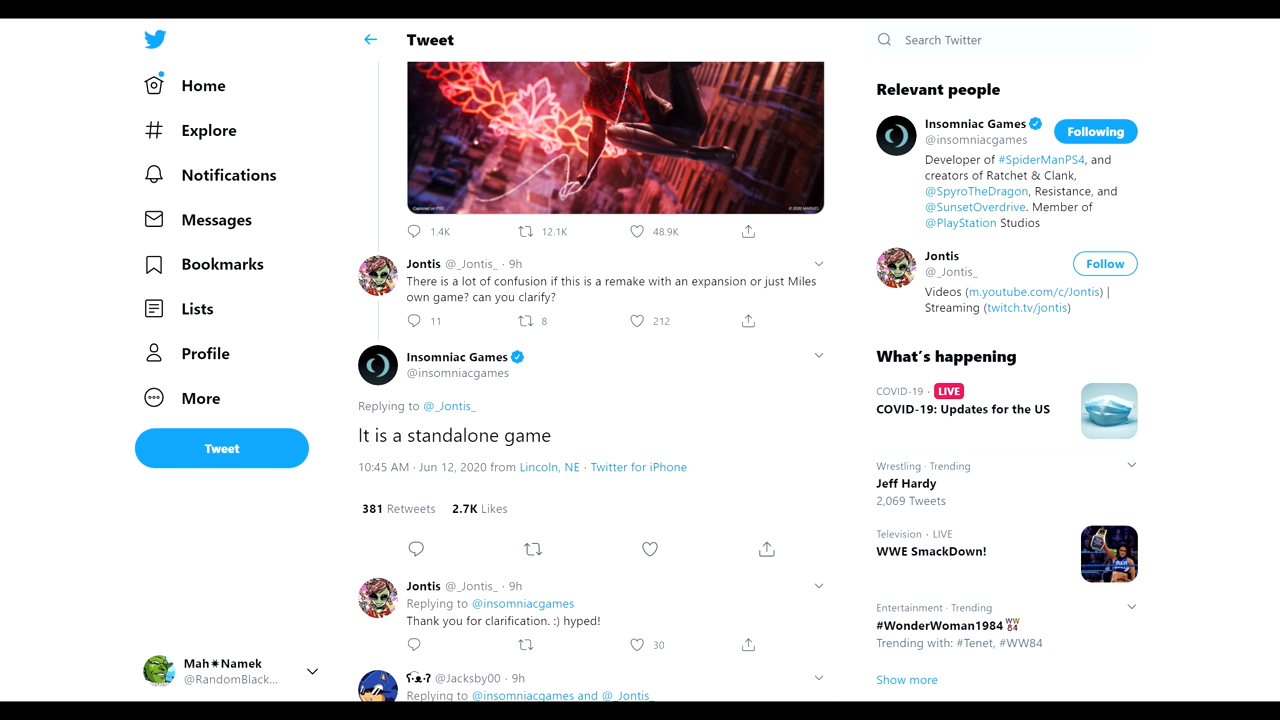 Home
Explore
Notifications
Messages
Bookmarks
Lists
Profile
More
Tweet
Mah✷Namek
@RandomBlack...
Tweet
Captured on PS5
© 2020 MARVEL
1.4K 12.1K 48.9K
Jontis @_Jontis_ · 9h
There is a lot of confusion if this is a remake with an expansion or just Miles
own game? can you clarify?
11 8 212
Insomniac Games
@insomniacgames
Replying to @_Jontis_
It is a standalone game
10:45 AM · Jun 12, 2020 from Lincoln, NE · Twitter for iPhone
381 Retweets 2.7K Likes
Jontis @_Jontis_ · 9h
Replying to @insomniacgames
Thank you for clarification. :) hyped!
30
@Jacksby00 · 9h
Replying to @insomniacgames and @_Jontis_
Search Twitter
Relevant people
Insomniac Games
@insomniacgames
Following
Developer of #SpiderManPS4, and
creators of Ratchet & Clank,
@SpyroTheDragon, Resistance, and
@SunsetOverdrive. Member of
@PlayStation Studios
Jontis
@_Jontis_
Follow
Videos (m.youtube.com/c/Jontis) |
Streaming (twitch.tv/jontis)
What's happening
COVID-19 · LIVE
COVID-19: Updates for the US
Wrestling · Trending
Jeff Hardy
2,069 Tweets
Television · LIVE
WWE SmackDown!
Entertainment · Trending
#WonderWoman1984
Trending with: #Tenet, #WW84
Show more